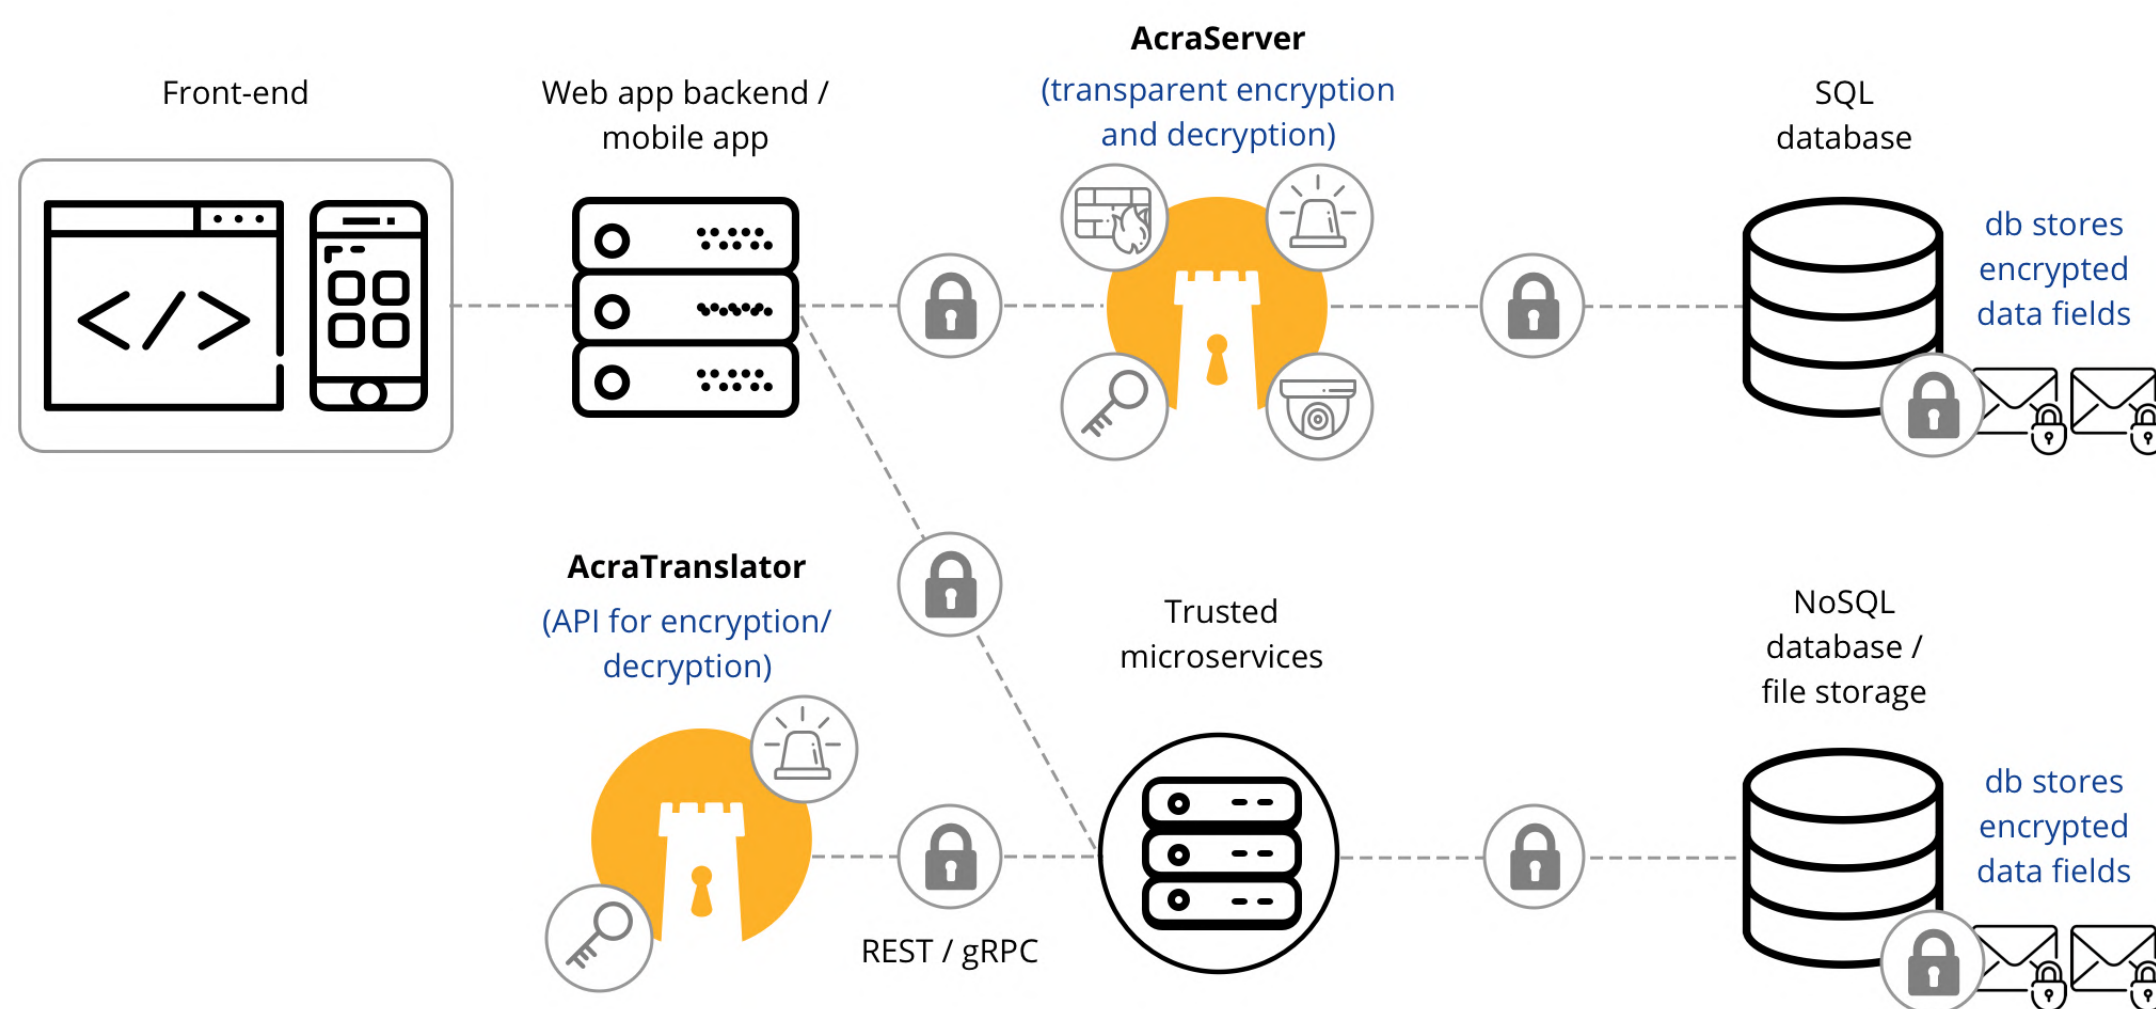 Front-end
Web app backend /
mobile app
AcraServer
(transparent encryption
and decryption)
SQL
database
db stores
encrypted
data fields
</>
AcraTranslator
(API for encryption/
decryption)
Trusted
microservices
NoSQL
database /
file storage
db stores
encrypted
data fields
REST / gRPC